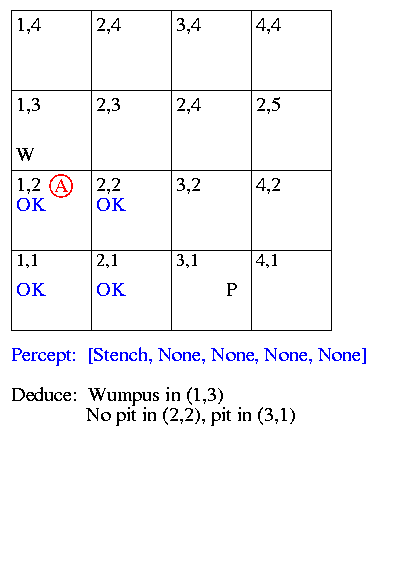 1,4 2,4 3,4 4,4
1,3 2,3 2,4 2,5
W
1,2 A 2,2 3,2 4,2
OK OK
1,1 2,1 3,1 4,1
OK OK P
Percept: [Stench, None, None, None, None]
Deduce: Wumpus in (1,3)
No pit in (2,2), pit in (3,1)